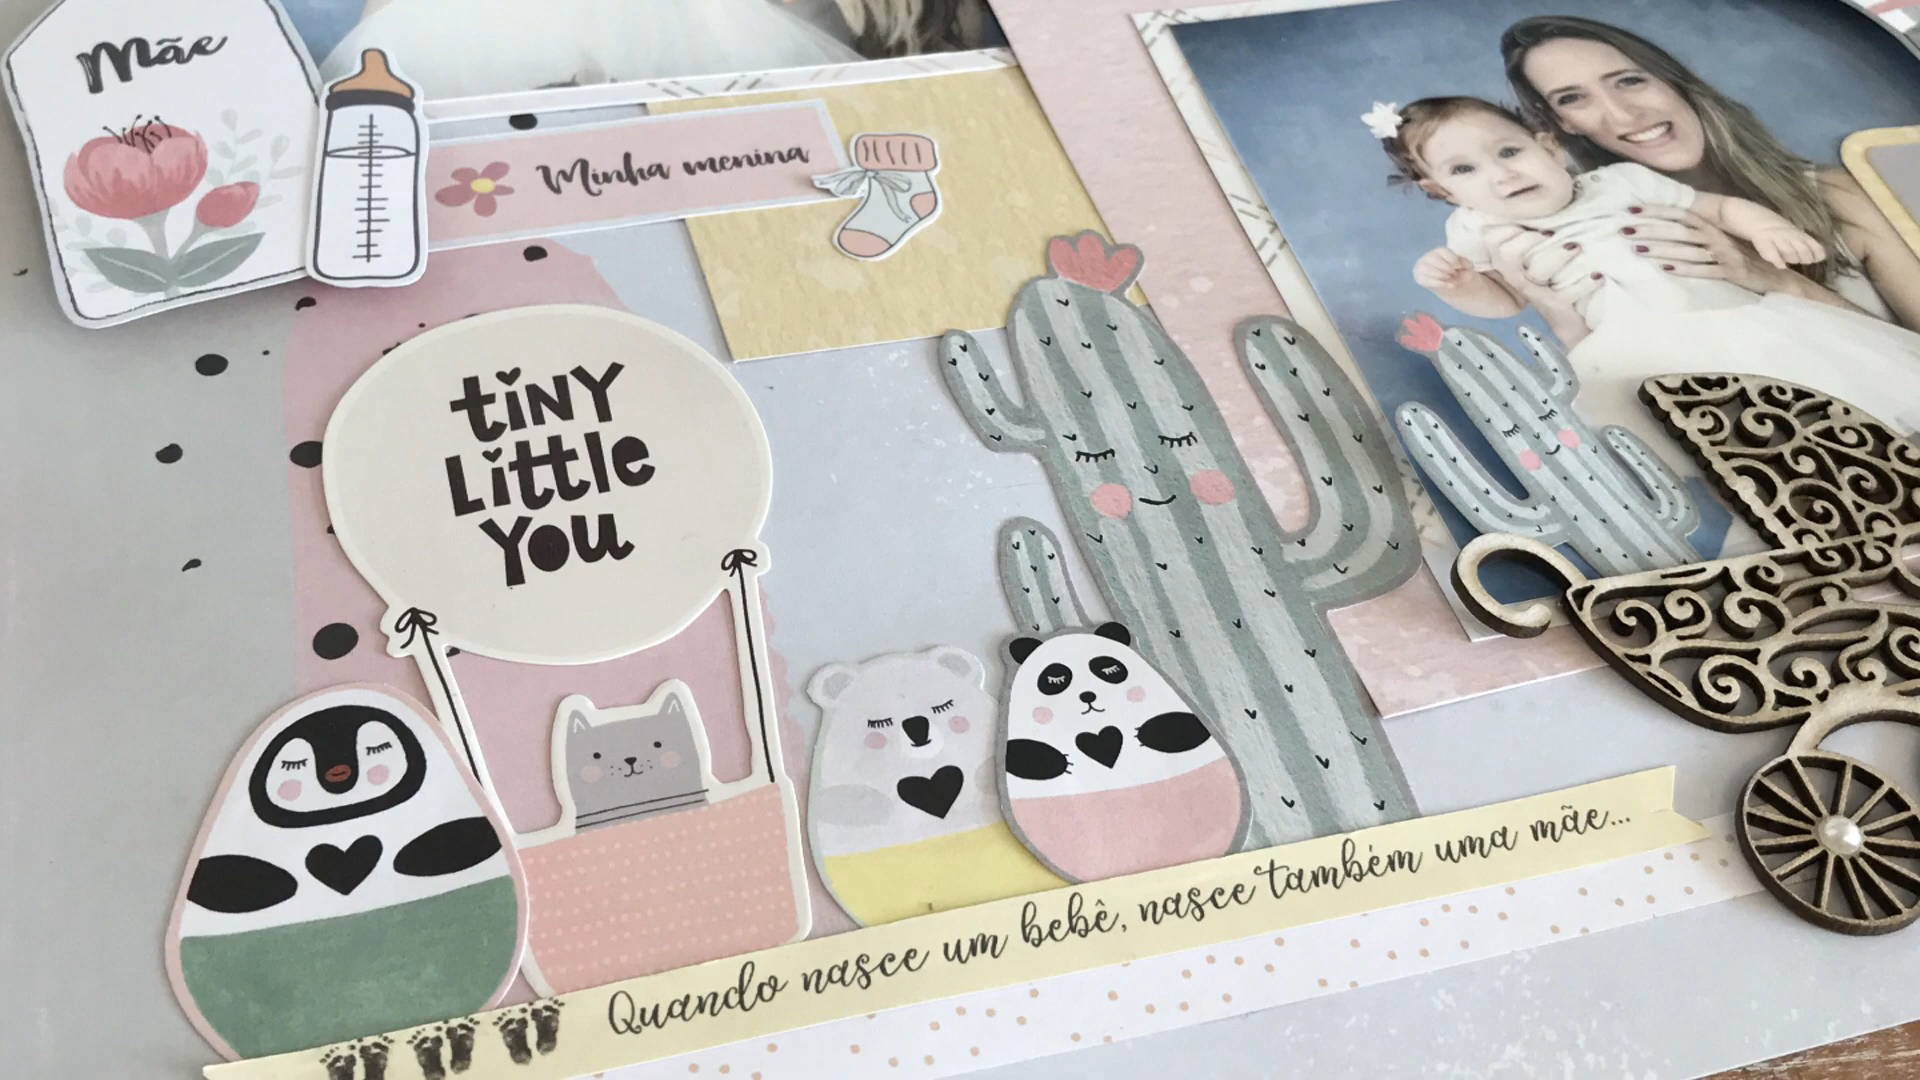 Mãe
Minha menina
tiNY
Little
You
Quando nasce um bebê, nasce também uma mãe...